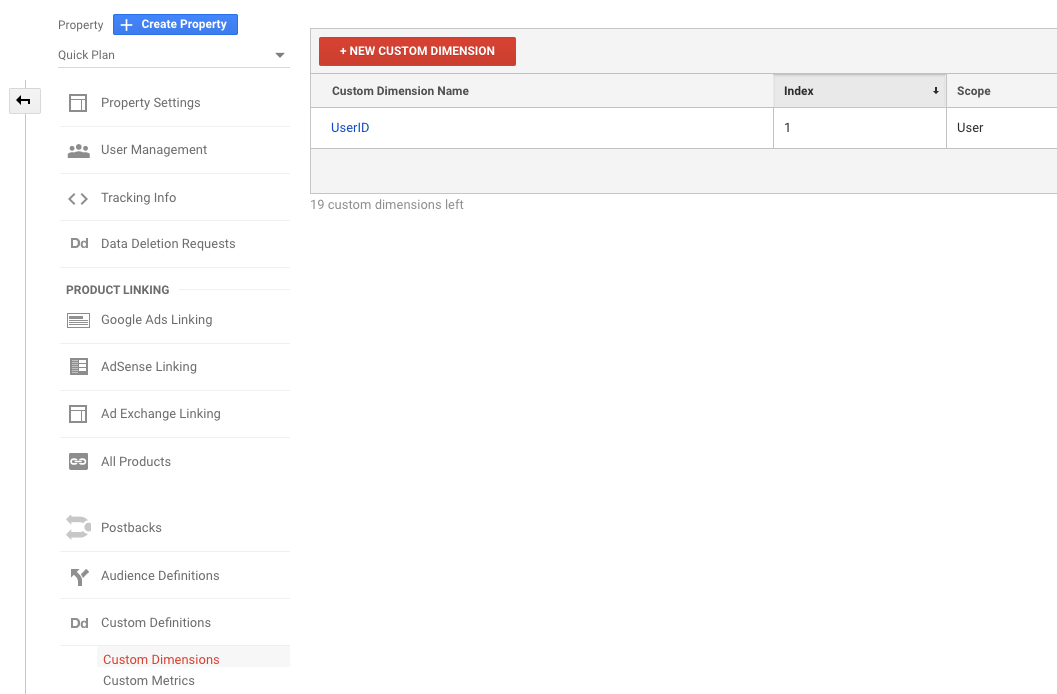 Property
Create Property
Quick Plan
Property Settings
User Management
Tracking Info
Dd Data Deletion Requests
PRODUCT LINKING
Google Ads Linking
AdSense Linking
Ad Exchange Linking
All Products
Postbacks
Audience Definitions
Dd Custom Definitions
Custom Dimensions
Custom Metrics
+ NEW CUSTOM DIMENSION
Custom Dimension Name Index Scope
UserID 1 User
19 custom dimensions left